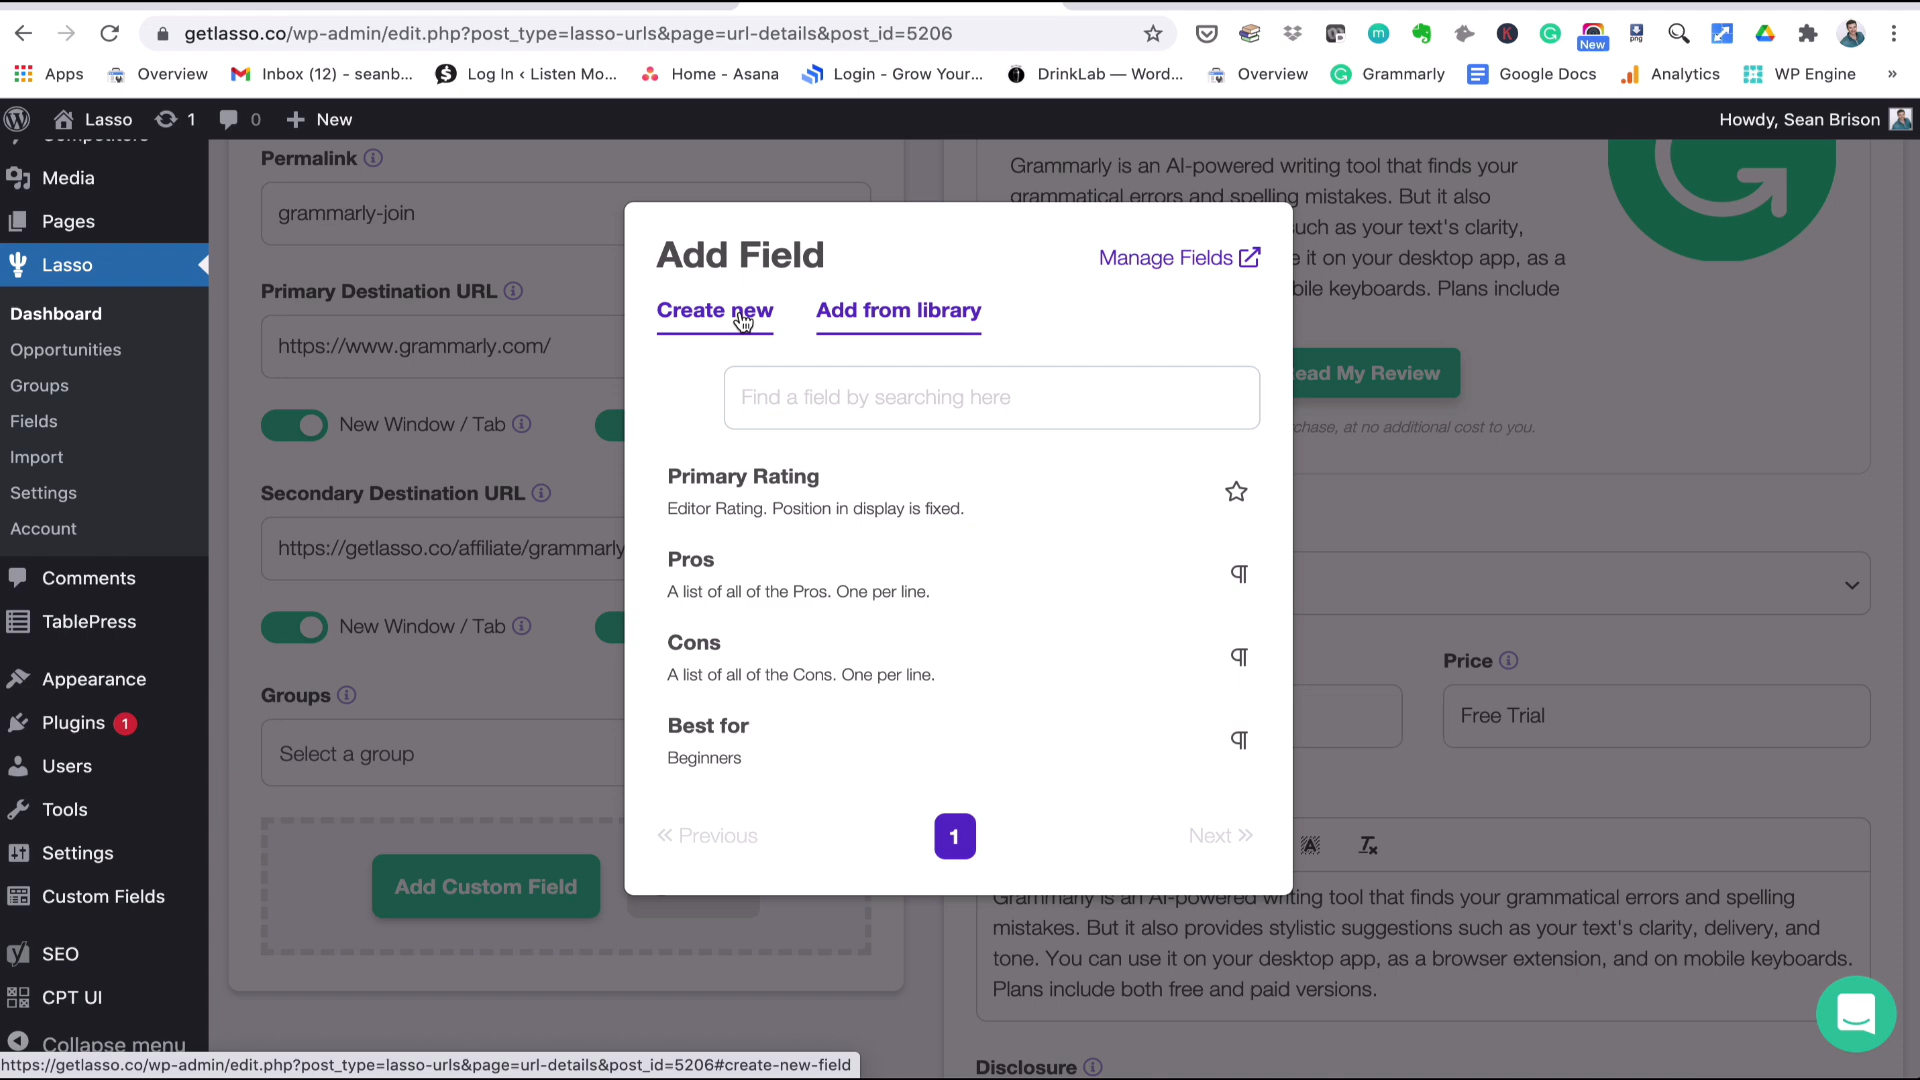 getlasso.co/wp-admin/edit.php?post_type=lasso-urls&page=url-details&post_id=5206
New
Apps
Overview
Inbox (12) - seanb...
Log In ‹ Listen Mo...
Home - Asana
Login - Grow Your...
DrinkLab — Word...
Overview
Grammarly
Google Docs
Analytics
WP Engine
»
Lasso
1
0
New
Howdy, Sean Brison
Media
Pages
Lasso
Dashboard
Opportunities
Groups
Fields
Import
Settings
Account
Comments
TablePress
Appearance
Plugins 1
Users
Tools
Settings
Custom Fields
SEO
CPT UI
Collapse menu
Permalink
grammarly-join
Primary Destination URL
https://www.grammarly.com/
New Window / Tab
Secondary Destination URL
https://getlasso.co/affiliate/grammarly
New Window / Tab
Groups
Select a group
Add Custom Field
Add Field
Manage Fields
Create new
Add from library
Find a field by searching here
Primary Rating
Editor Rating. Position in display is fixed.
Pros
A list of all of the Pros. One per line.
Cons
A list of all of the Cons. One per line.
Best for
Beginners
« Previous
1
Next »
Grammarly is an AI-powered writing tool that finds your
grammatical errors and spelling mistakes. But it also
such as your text's clarity,
it on your desktop app, as a
bile keyboards. Plans include
ead My Review
chase, at no additional cost to you.
Price
Free Trial
Grammarly is an AI-powered writing tool that finds your grammatical errors and spelling
mistakes. But it also provides stylistic suggestions such as your text's clarity, delivery, and
tone. You can use it on your desktop app, as a browser extension, and on mobile keyboards.
Plans include both free and paid versions.
Disclosure
https://getlasso.co/wp-admin/edit.php?post_type=lasso-urls&page=url-details&post_id=5206#create-new-field